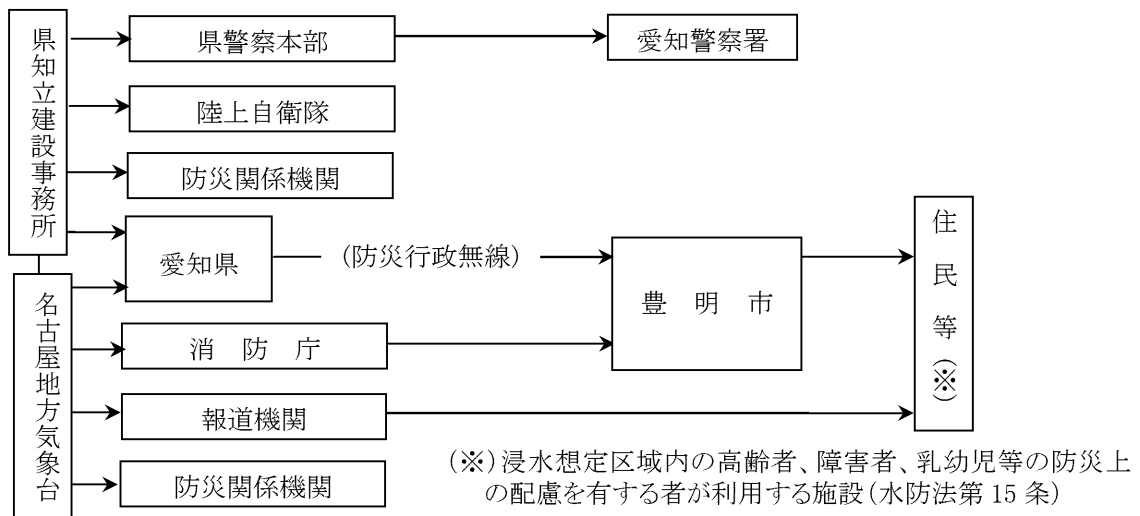 県知立建設事務所
県警察本部
愛知警察署
陸上自衛隊
防災関係機関
愛知県
(防災行政無線)
豊明市
住民等(※)
名古屋地方気象台
消防庁
報道機関
防災関係機関
(※)浸水想定区域内の高齢者、障害者、乳幼児等の防災上
の配慮を有する者が利用する施設(水防法第15条)